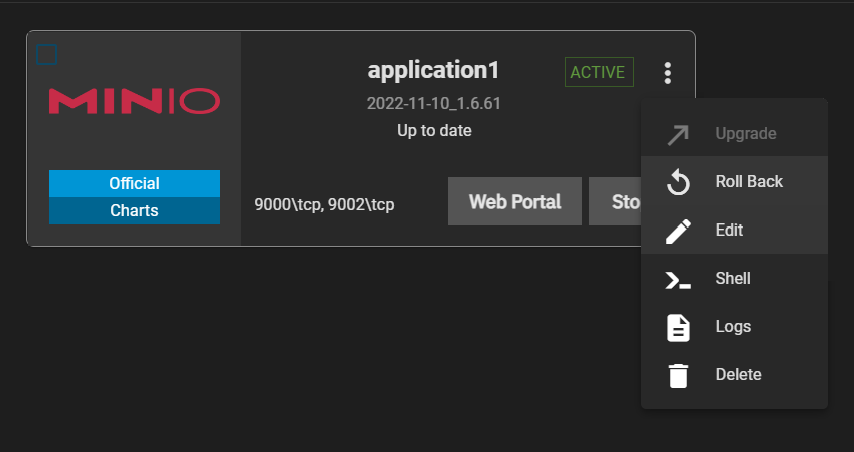 MINIO
application1
ACTIVE
2022-11-10_1.6.61
Up to date
Official
Charts
9000\tcp, 9002\tcp
Web Portal
Sto
Upgrade
Roll Back
Edit
Shell
Logs
Delete